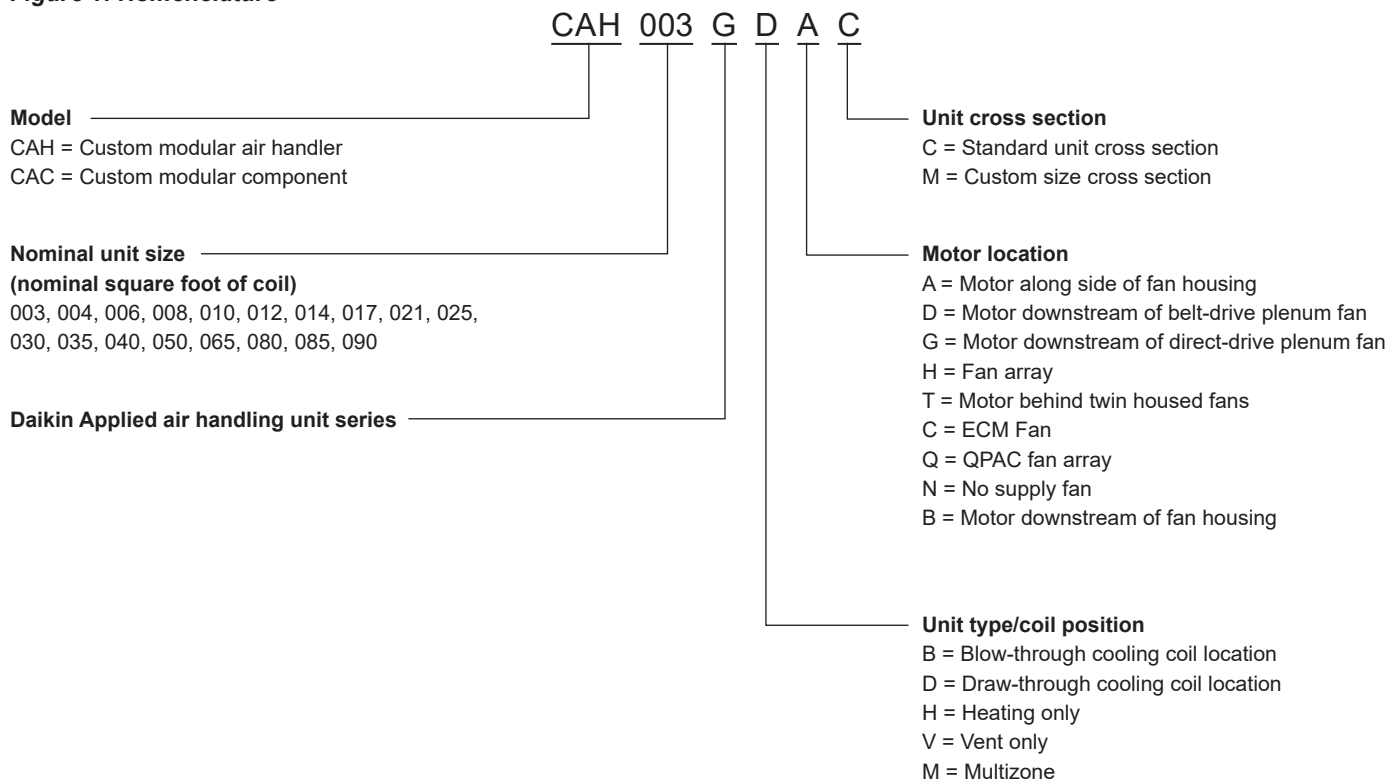 CAH 003 G D A C
Model
CAH = Custom modular air handler
CAC = Custom modular component
Nominal unit size
(nominal square foot of coil)
003, 004, 006, 008, 010, 012, 014, 017, 021, 025,
030, 035, 040, 050, 065, 080, 085, 090
Daikin Applied air handling unit series
Unit cross section
C = Standard unit cross section
M = Custom size cross section
Motor location
A = Motor along side of fan housing
D = Motor downstream of belt-drive plenum fan
G = Motor downstream of direct-drive plenum fan
H = Fan array
T = Motor behind twin housed fans
C = ECM Fan
Q = QPAC fan array
N = No supply fan
B = Motor downstream of fan housing
Unit type/coil position
B = Blow-through cooling coil location
D = Draw-through cooling coil location
H = Heating only
V = Vent only
M = Multizone